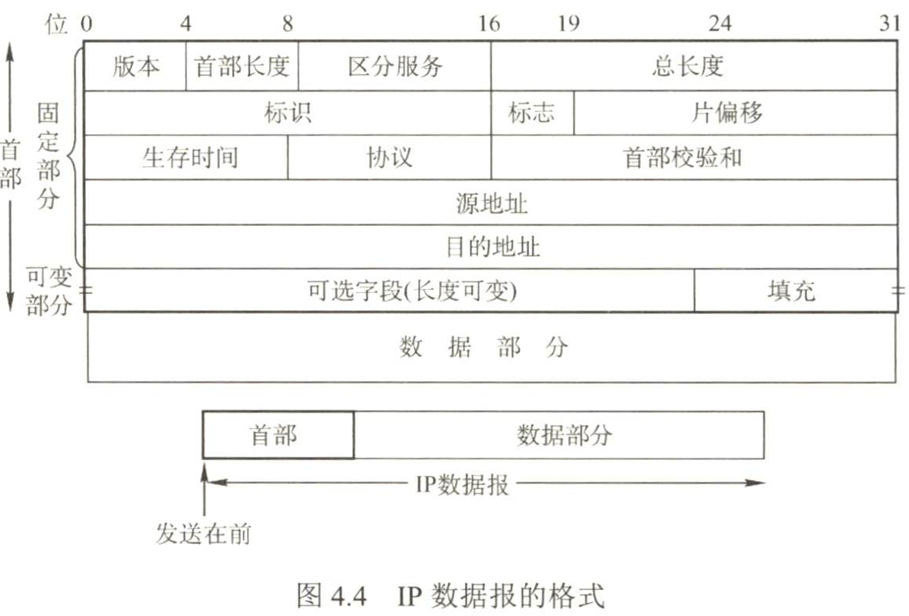 位 0 4 8 16 19 24 31
版本 首部长度 区分服务 总长度
标识 标志 片偏移
生存时间 协议 首部校验和
源地址
目的地址
可选字段(长度可变) 填充
数 据 部 分
首部
固定部分
可变部分
首部 数据部分
IP数据报
发送在前
图 4.4 IP 数据报的格式